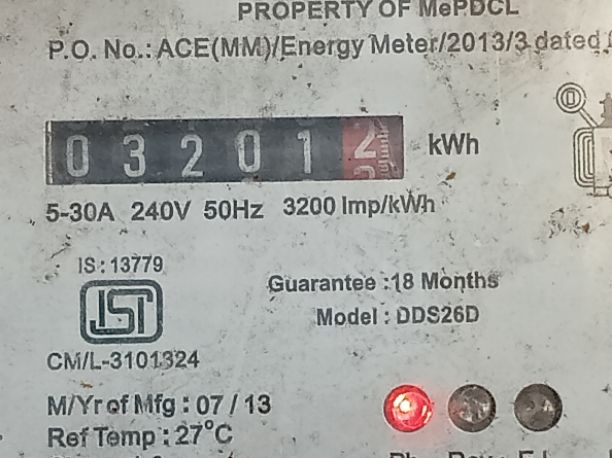 PROPERTY OF MePDCL
P.O. No.: ACE(MM)/Energy Meter/2013/3 dated
0 3 2 0 1 2 kWh
5-30A 240V 50Hz 3200 Imp/kWh
IS : 13779
ISI
Guarantee : 18 Months
Model : DDS26D
CM/L-3101324
M/Yr of Mfg : 07 / 13
Ref Temp : 27°C